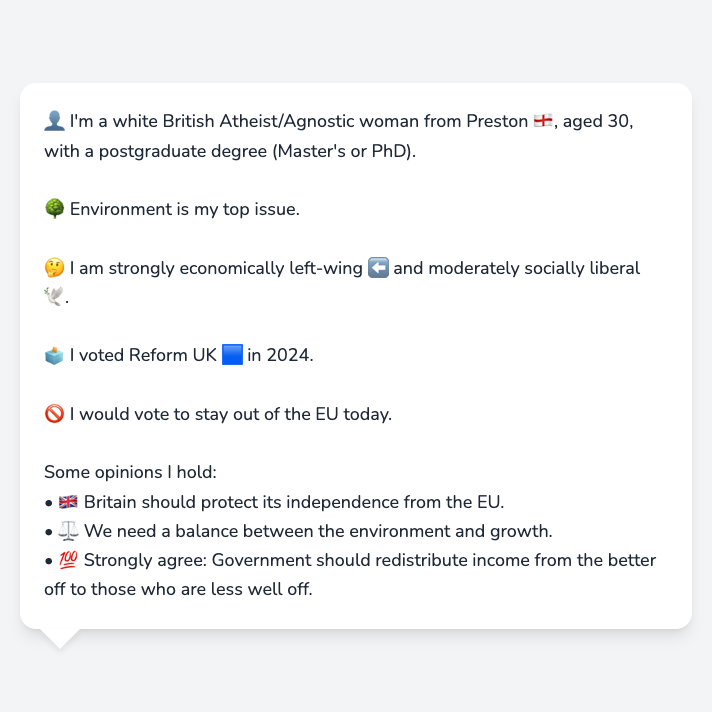 👤 I'm a white British Atheist/Agnostic woman from Preston 🏴󠁧󠁢󠁥󠁮󠁧󠁿, aged 30,
with a postgraduate degree (Master's or PhD).
🌳 Environment is my top issue.
🤔 I am strongly economically left-wing ⬅️ and moderately socially liberal
🕊️.
🗳️ I voted Reform UK 🟦 in 2024.
🚫 I would vote to stay out of the EU today.
Some opinions I hold:
• 🇬🇧 Britain should protect its independence from the EU.
• ⚖️ We need a balance between the environment and growth.
• 💯 Strongly agree: Government should redistribute income from the better
off to those who are less well off.